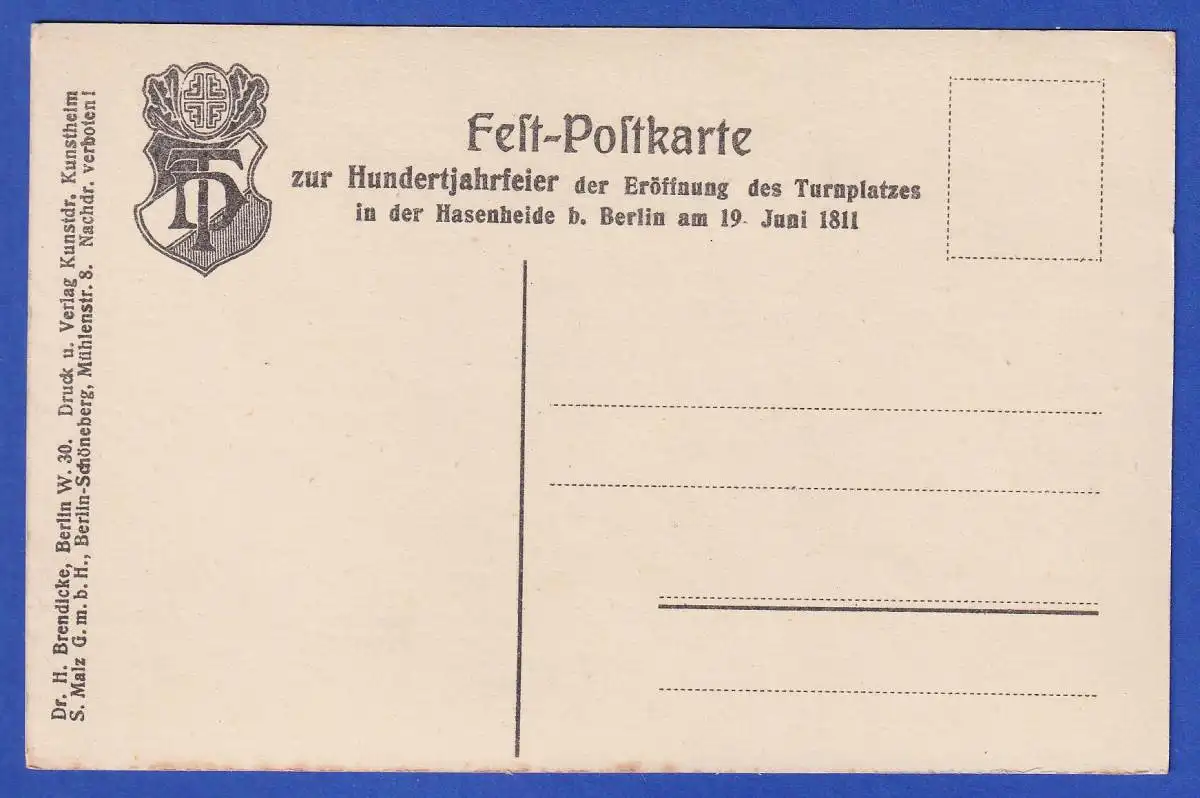 Feſt-Poſtkarte
zur Hundertjahrfeier der Eröffnung des Turnplatzes
in der Hasenheide b. Berlin am 19. Juni 1811
Dr. H. Brendicke, Berlin W. 30. Druck u. Verlag Kunstdr. Kunstheim
S. Malz G. m. b. H., Berlin-Schöneberg, Mühlenstr. 8. Nachdr. verboten!